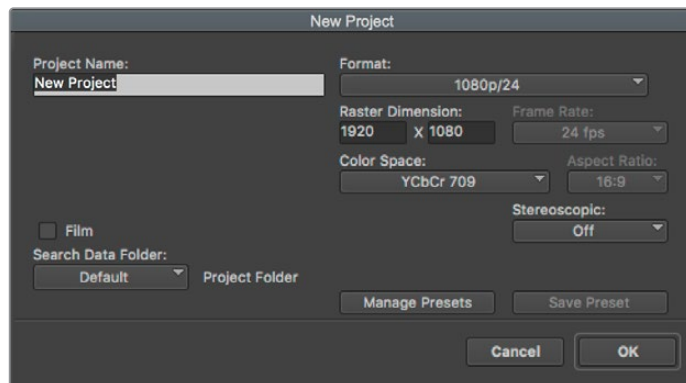 New Project
Project Name:
New Project
Film
Search Data Folder:
Default
Project Folder
Format:
1080p/24
Raster Dimension:
1920 X 1080
Frame Rate:
24 fps
Color Space:
YCbCr 709
Aspect Ratio:
16:9
Stereoscopic:
Off
Manage Presets
Save Preset
Cancel
OK